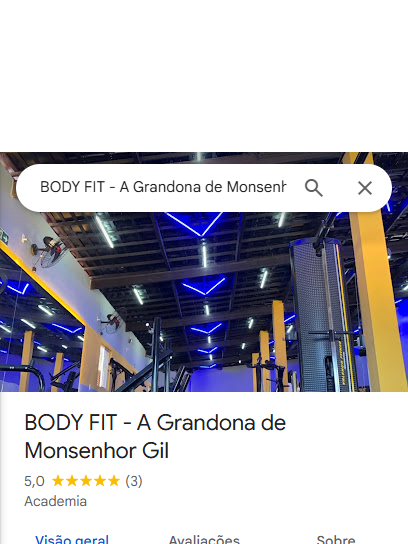 BODY FIT - A Grandona de Monsenh
BODY FIT - A Grandona de
Monsenhor Gil
5,0 (3)
Academia
Visão geral Avaliações Sobre